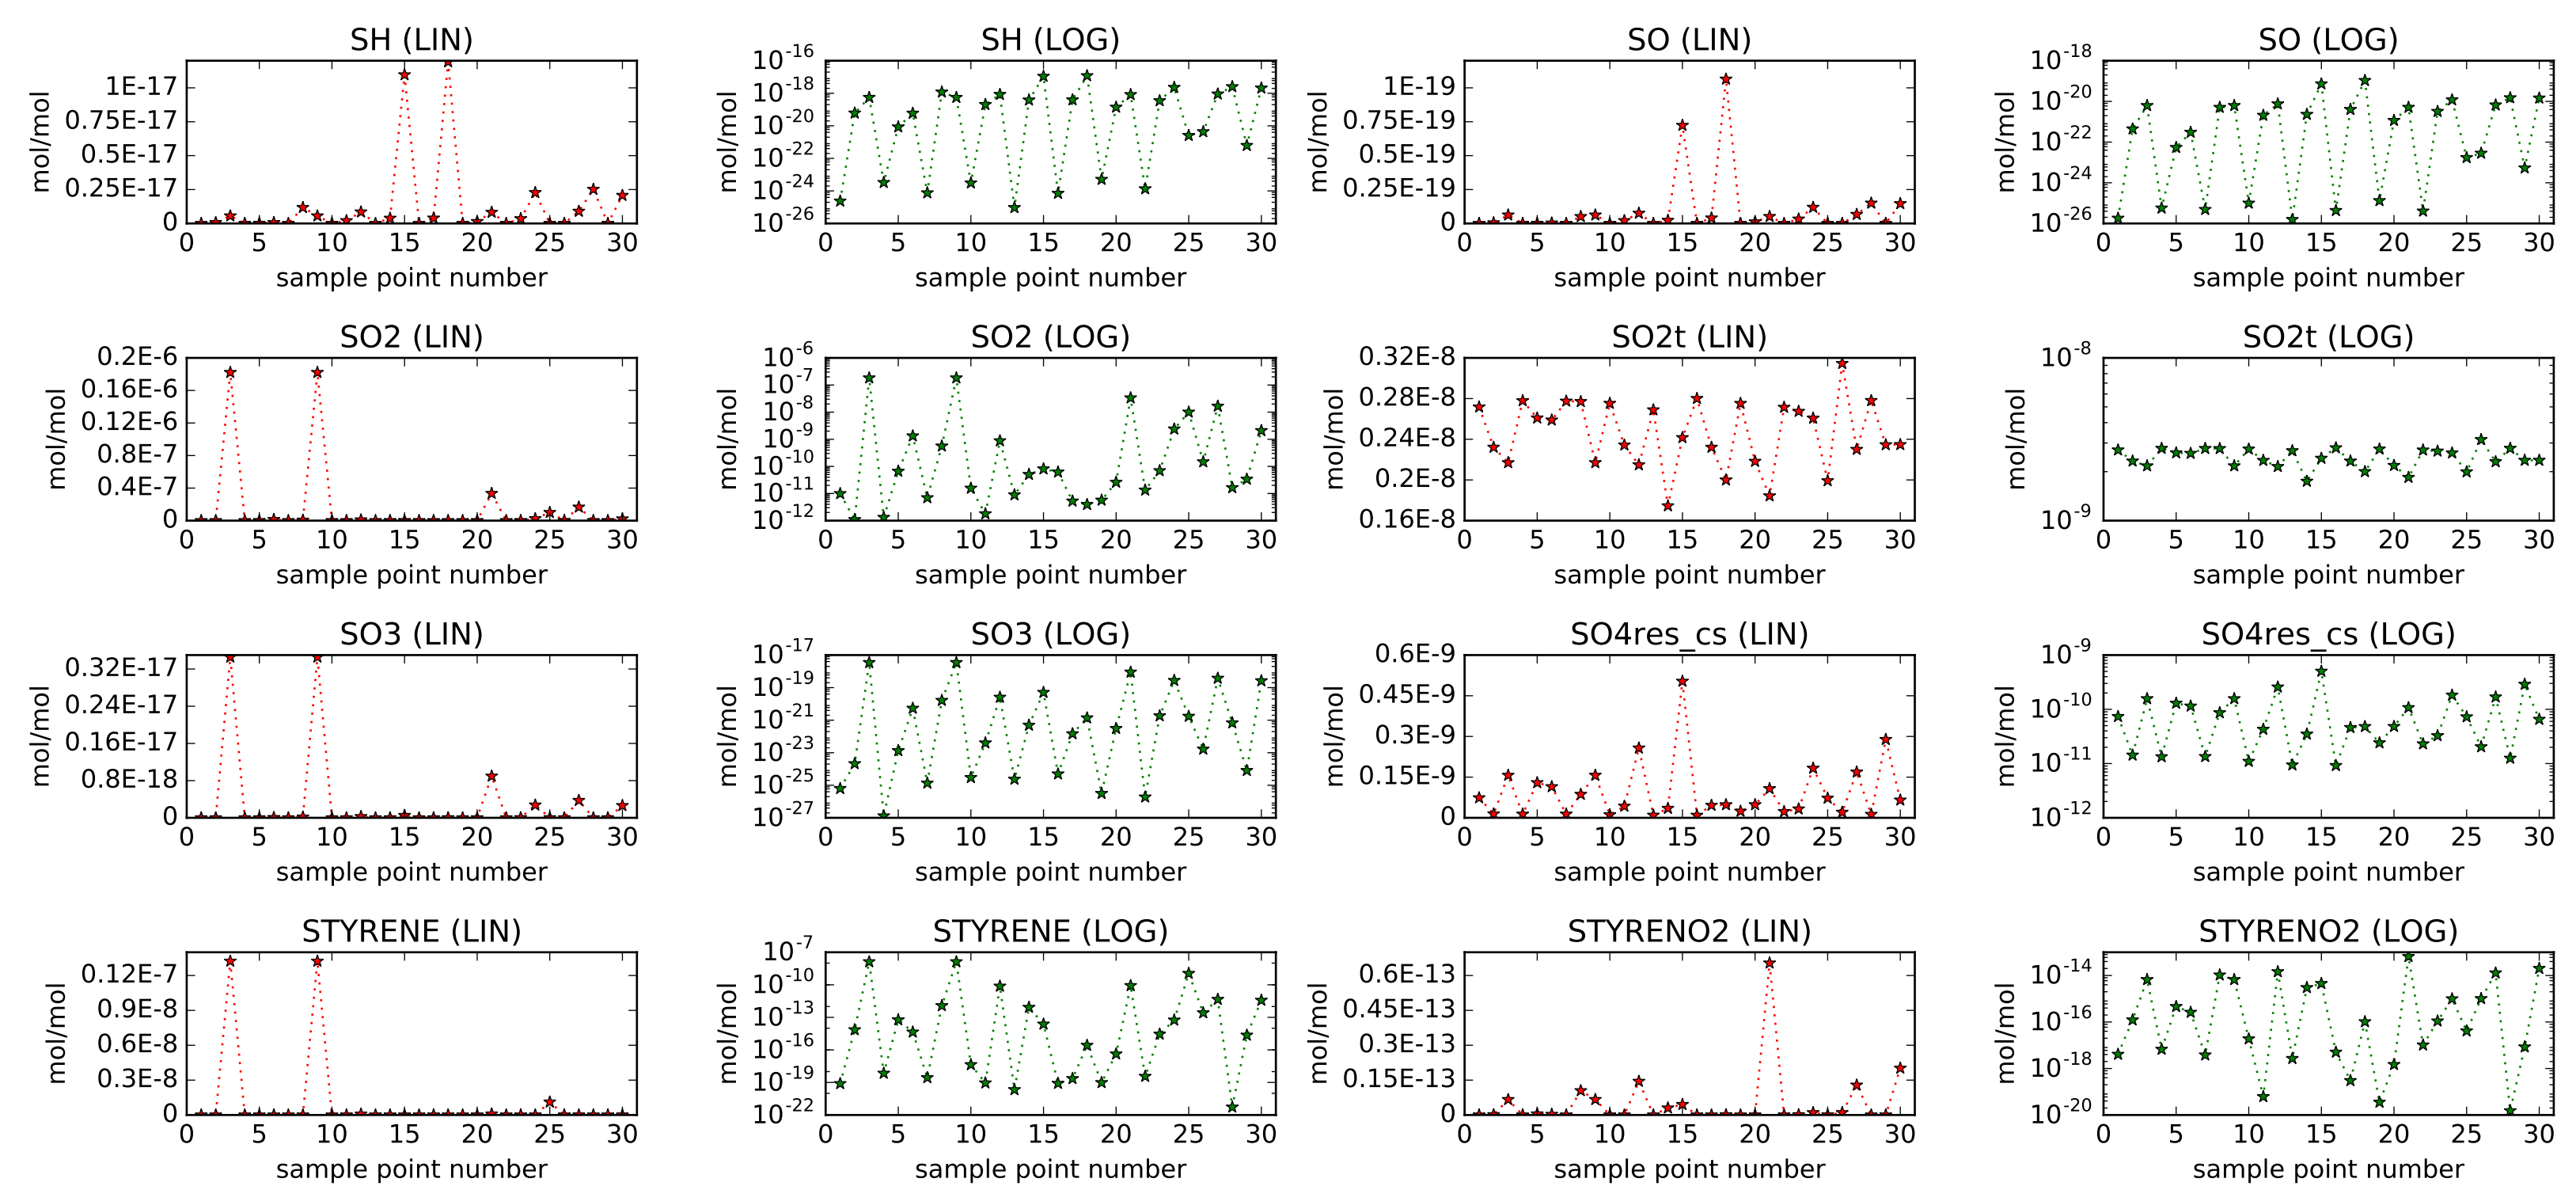 SH (LIN)
mol/mol
1E-17
0.75E-17
0.5E-17
0.25E-17
0
0 5 10 15 20 25 30
sample point number
SH (LOG)
mol/mol
10^-16
10^-18
10^-20
10^-22
10^-24
10^-26
0 5 10 15 20 25 30
sample point number
SO (LIN)
mol/mol
1E-19
0.75E-19
0.5E-19
0.25E-19
0
0 5 10 15 20 25 30
sample point number
SO (LOG)
mol/mol
10^-18
10^-20
10^-22
10^-24
10^-26
0 5 10 15 20 25 30
sample point number
SO2 (LIN)
mol/mol
0.2E-6
0.16E-6
0.12E-6
0.8E-7
0.4E-7
0
0 5 10 15 20 25 30
sample point number
SO2 (LOG)
mol/mol
10^-6
10^-7
10^-8
10^-9
10^-10
10^-11
10^-12
0 5 10 15 20 25 30
sample point number
SO2t (LIN)
mol/mol
0.32E-8
0.28E-8
0.24E-8
0.2E-8
0.16E-8
0 5 10 15 20 25 30
sample point number
SO2t (LOG)
mol/mol
10^-8
10^-9
0 5 10 15 20 25 30
sample point number
SO3 (LIN)
mol/mol
0.32E-17
0.24E-17
0.16E-17
0.8E-18
0
0 5 10 15 20 25 30
sample point number
SO3 (LOG)
mol/mol
10^-17
10^-19
10^-21
10^-23
10^-25
10^-27
0 5 10 15 20 25 30
sample point number
SO4res_cs (LIN)
mol/mol
0.6E-9
0.45E-9
0.3E-9
0.15E-9
0
0 5 10 15 20 25 30
sample point number
SO4res_cs (LOG)
mol/mol
10^-9
10^-10
10^-11
10^-12
0 5 10 15 20 25 30
sample point number
STYRENE (LIN)
mol/mol
0.12E-7
0.9E-8
0.6E-8
0.3E-8
0
0 5 10 15 20 25 30
sample point number
STYRENE (LOG)
mol/mol
10^-7
10^-10
10^-13
10^-16
10^-19
10^-22
0 5 10 15 20 25 30
sample point number
STYRENO2 (LIN)
mol/mol
0.6E-13
0.45E-13
0.3E-13
0.15E-13
0
0 5 10 15 20 25 30
sample point number
STYRENO2 (LOG)
mol/mol
10^-14
10^-16
10^-18
10^-20
0 5 10 15 20 25 30
sample point number